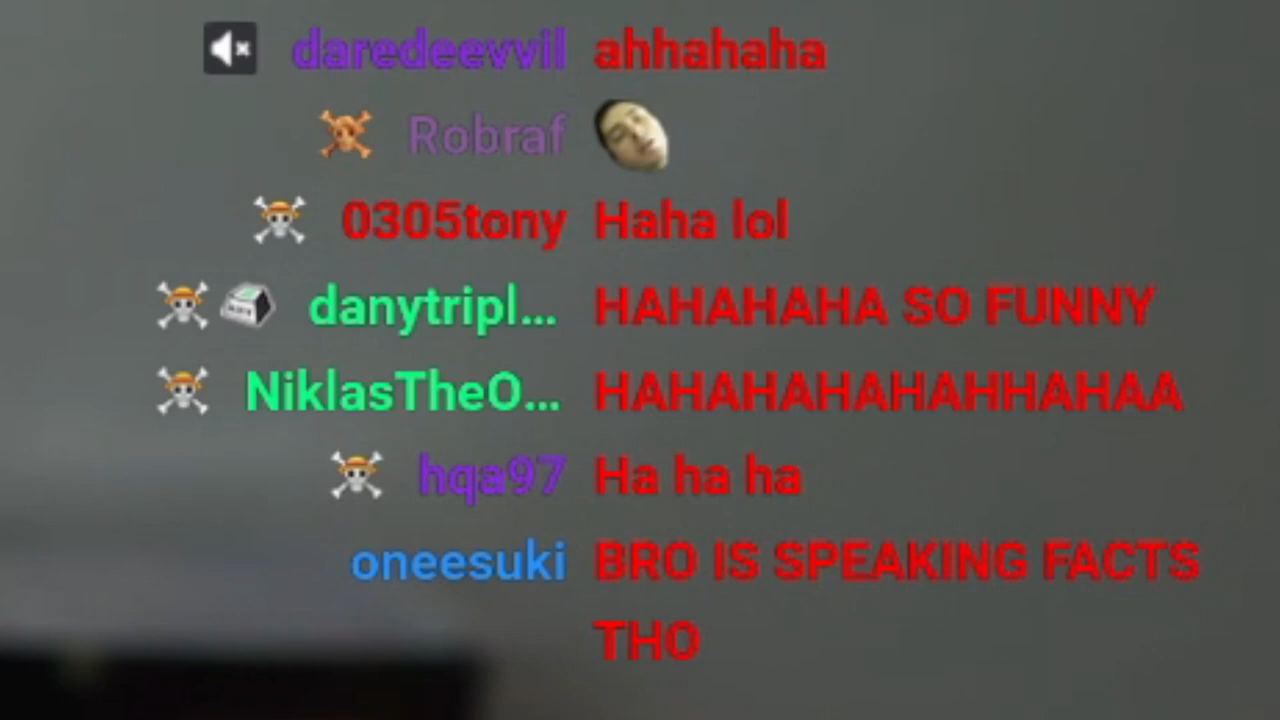 daredeevvil ahhahaha
Robraf
0305tony Haha lol
danytripl... HAHAHAHA SO FUNNY
NiklasTheO... HAHAHAHAHAHHAHAA
hqa97 Ha ha ha
oneesuki BRO IS SPEAKING FACTS
THO